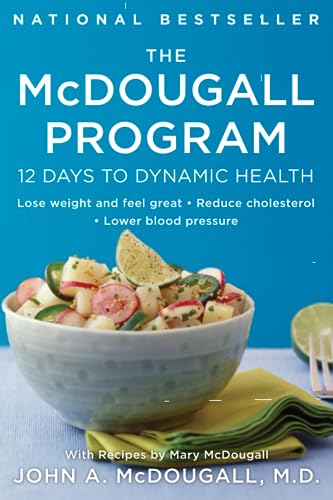 NATIONAL BESTSELLER
THE
McDOUGALL
PROGRAM
12 DAYS TO DYNAMIC HEALTH
Lose weight and feel great • Reduce cholesterol
• Lower blood pressure
With Recipes by Mary McDougall
JOHN A. McDOUGALL, M.D.